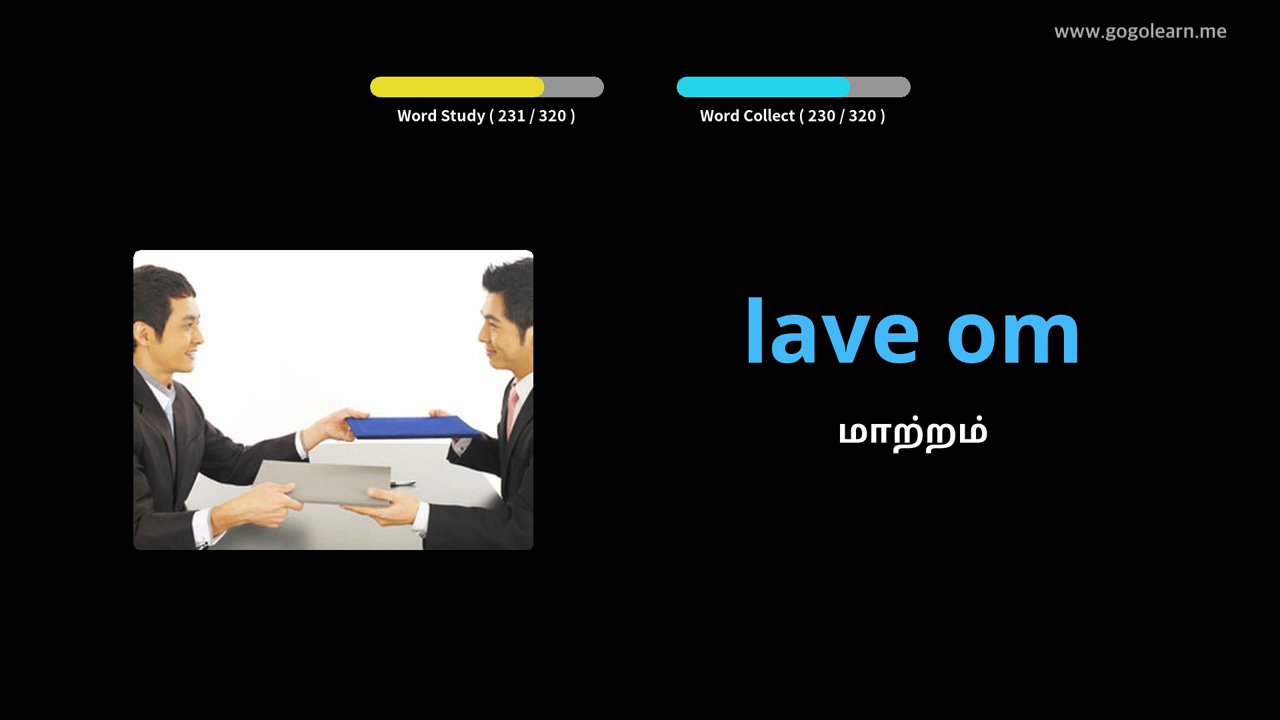 www.gogolearn.me
Word Study ( 231 / 320 )
Word Collect ( 230 / 320 )
lave om
மாற்றம்